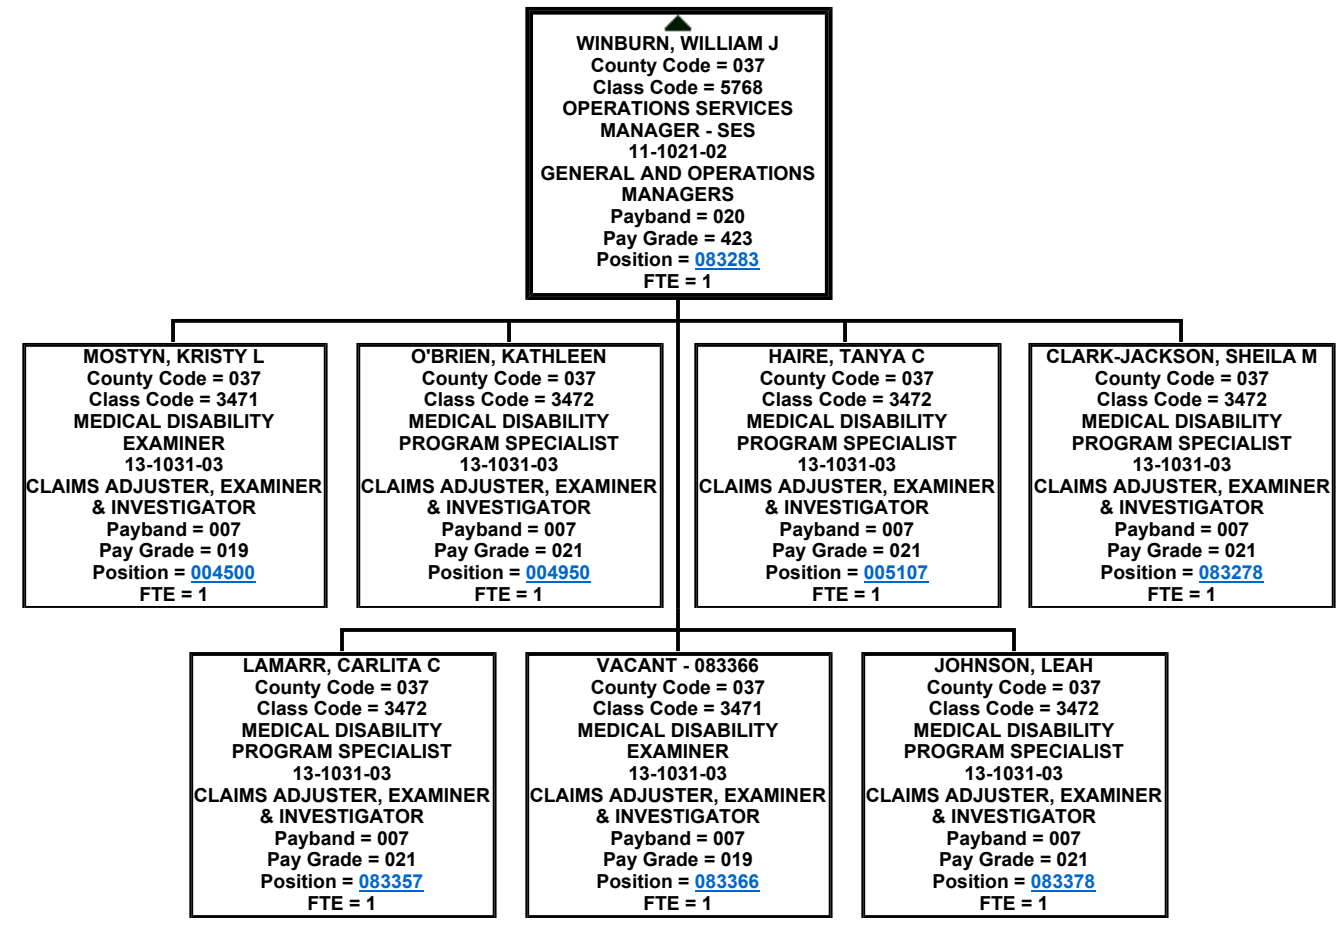 WINBURN, WILLIAM J
County Code = 037
Class Code = 5768
OPERATIONS SERVICES
MANAGER - SES
11-1021-02
GENERAL AND OPERATIONS
MANAGERS
Payband = 020
Pay Grade = 423
Position = 083283
FTE = 1
MOSTYN, KRISTY L
County Code = 037
Class Code = 3471
MEDICAL DISABILITY
EXAMINER
13-1031-03
CLAIMS ADJUSTER, EXAMINER
& INVESTIGATOR
Payband = 007
Pay Grade = 019
Position = 004500
FTE = 1
O'BRIEN, KATHLEEN
County Code = 037
Class Code = 3472
MEDICAL DISABILITY
PROGRAM SPECIALIST
13-1031-03
CLAIMS ADJUSTER, EXAMINER
& INVESTIGATOR
Payband = 007
Pay Grade = 021
Position = 004950
FTE = 1
HAIRE, TANYA C
County Code = 037
Class Code = 3472
MEDICAL DISABILITY
PROGRAM SPECIALIST
13-1031-03
CLAIMS ADJUSTER, EXAMINER
& INVESTIGATOR
Payband = 007
Pay Grade = 021
Position = 005107
FTE = 1
CLARK-JACKSON, SHEILA M
County Code = 037
Class Code = 3472
MEDICAL DISABILITY
PROGRAM SPECIALIST
13-1031-03
CLAIMS ADJUSTER, EXAMINER
& INVESTIGATOR
Payband = 007
Pay Grade = 021
Position = 083278
FTE = 1
LAMARR, CARLITA C
County Code = 037
Class Code = 3472
MEDICAL DISABILITY
PROGRAM SPECIALIST
13-1031-03
CLAIMS ADJUSTER, EXAMINER
& INVESTIGATOR
Payband = 007
Pay Grade = 021
Position = 083357
FTE = 1
VACANT - 083366
County Code = 037
Class Code = 3471
MEDICAL DISABILITY
EXAMINER
13-1031-03
CLAIMS ADJUSTER, EXAMINER
& INVESTIGATOR
Payband = 007
Pay Grade = 019
Position = 083366
FTE = 1
JOHNSON, LEAH
County Code = 037
Class Code = 3472
MEDICAL DISABILITY
PROGRAM SPECIALIST
13-1031-03
CLAIMS ADJUSTER, EXAMINER
& INVESTIGATOR
Payband = 007
Pay Grade = 021
Position = 083378
FTE = 1